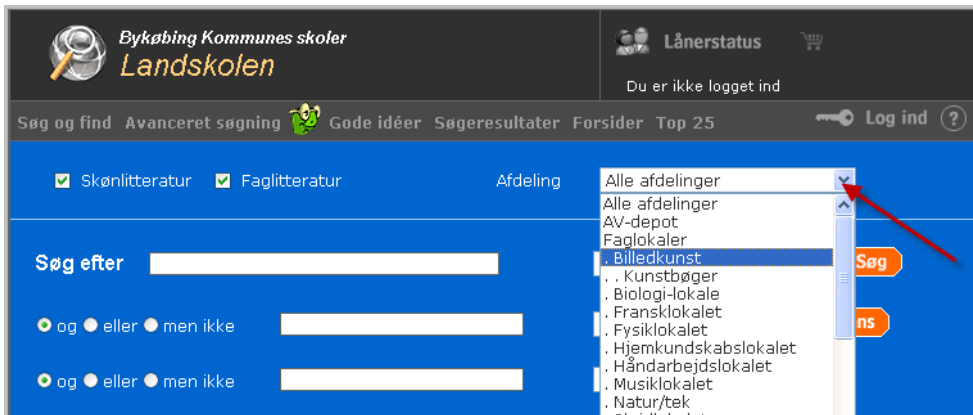 Bykøbing Kommunes skoler
Landskolen
Lånerstatus
Du er ikke logget ind
Søg og find Avanceret søgning Gode idéer Søgeresultater Forsider Top 25 Log ind ?
Skønlitteratur Faglitteratur Afdeling Alle afdelinger
Alle afdelinger
AV-depot
Faglokaler
. Billedkunst
. . Kunstbøger
. Biologi-lokale
. Fransklokalet
. Fysiklokalet
. Hjemkundskabslokalet
. Håndarbejdslokalet
. Musiklokalet
. Natur/tek
Søg efter Søg
og eller men ikke
og eller men ikke